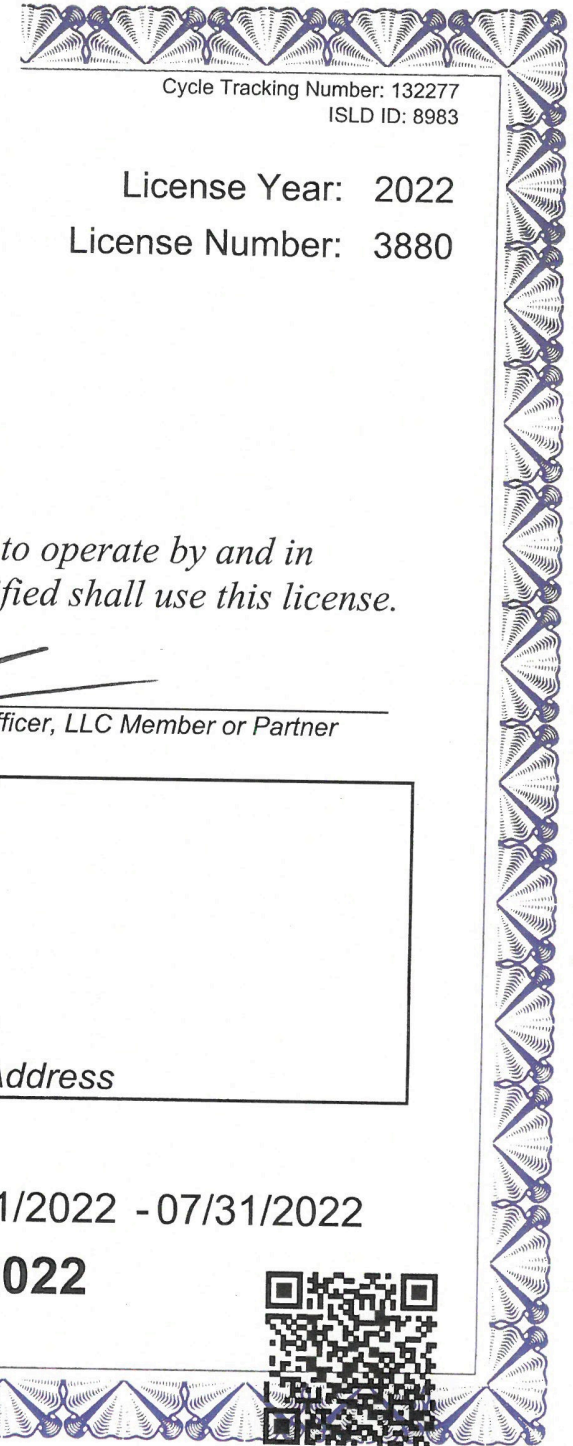 Cycle Tracking Number: 132277
ISLD ID: 8983
License Year: 2022
License Number: 3880
to operate by and in
ified shall use this license.
fficer, LLC Member or Partner
Address
1/2022 - 07/31/2022
022